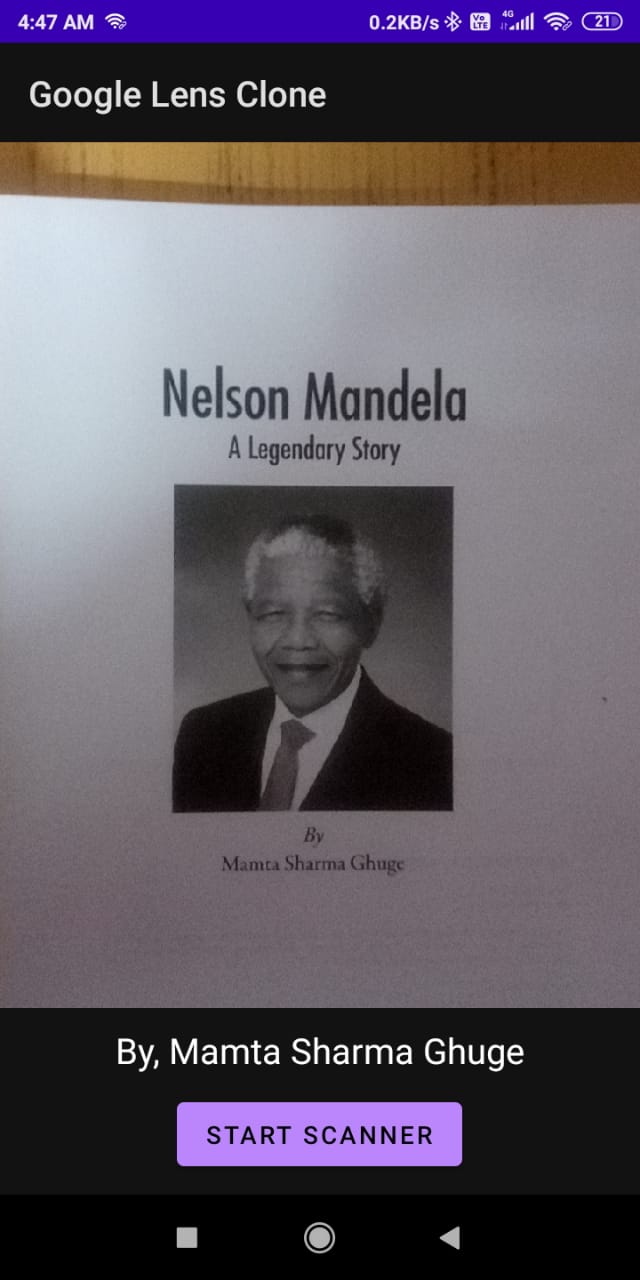 4:47 AM 0.2KB/s Vo LTE 4G 21
Google Lens Clone
Nelson Mandela
A Legendary Story
By
Mamta Sharma Ghuge
By, Mamta Sharma Ghuge
START SCANNER